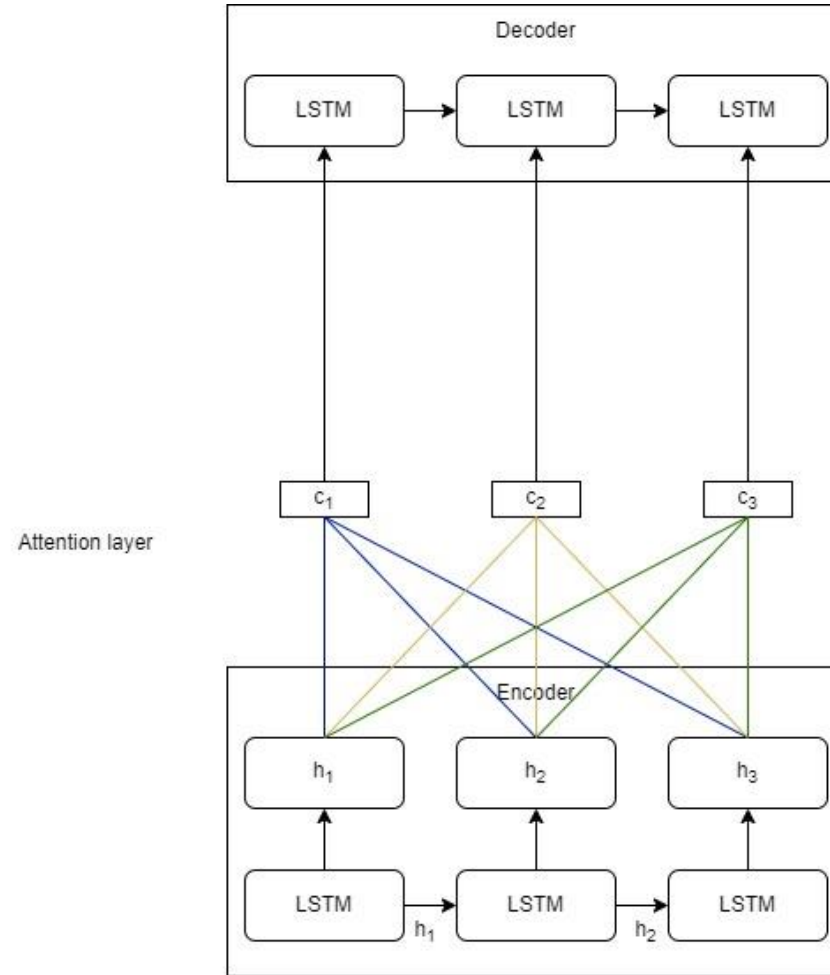 Decoder
LSTM LSTM LSTM
c₁ c₂ c₃
Attention layer
Encoder
h₁ h₂ h₃
LSTM LSTM LSTM
h₁ h₂